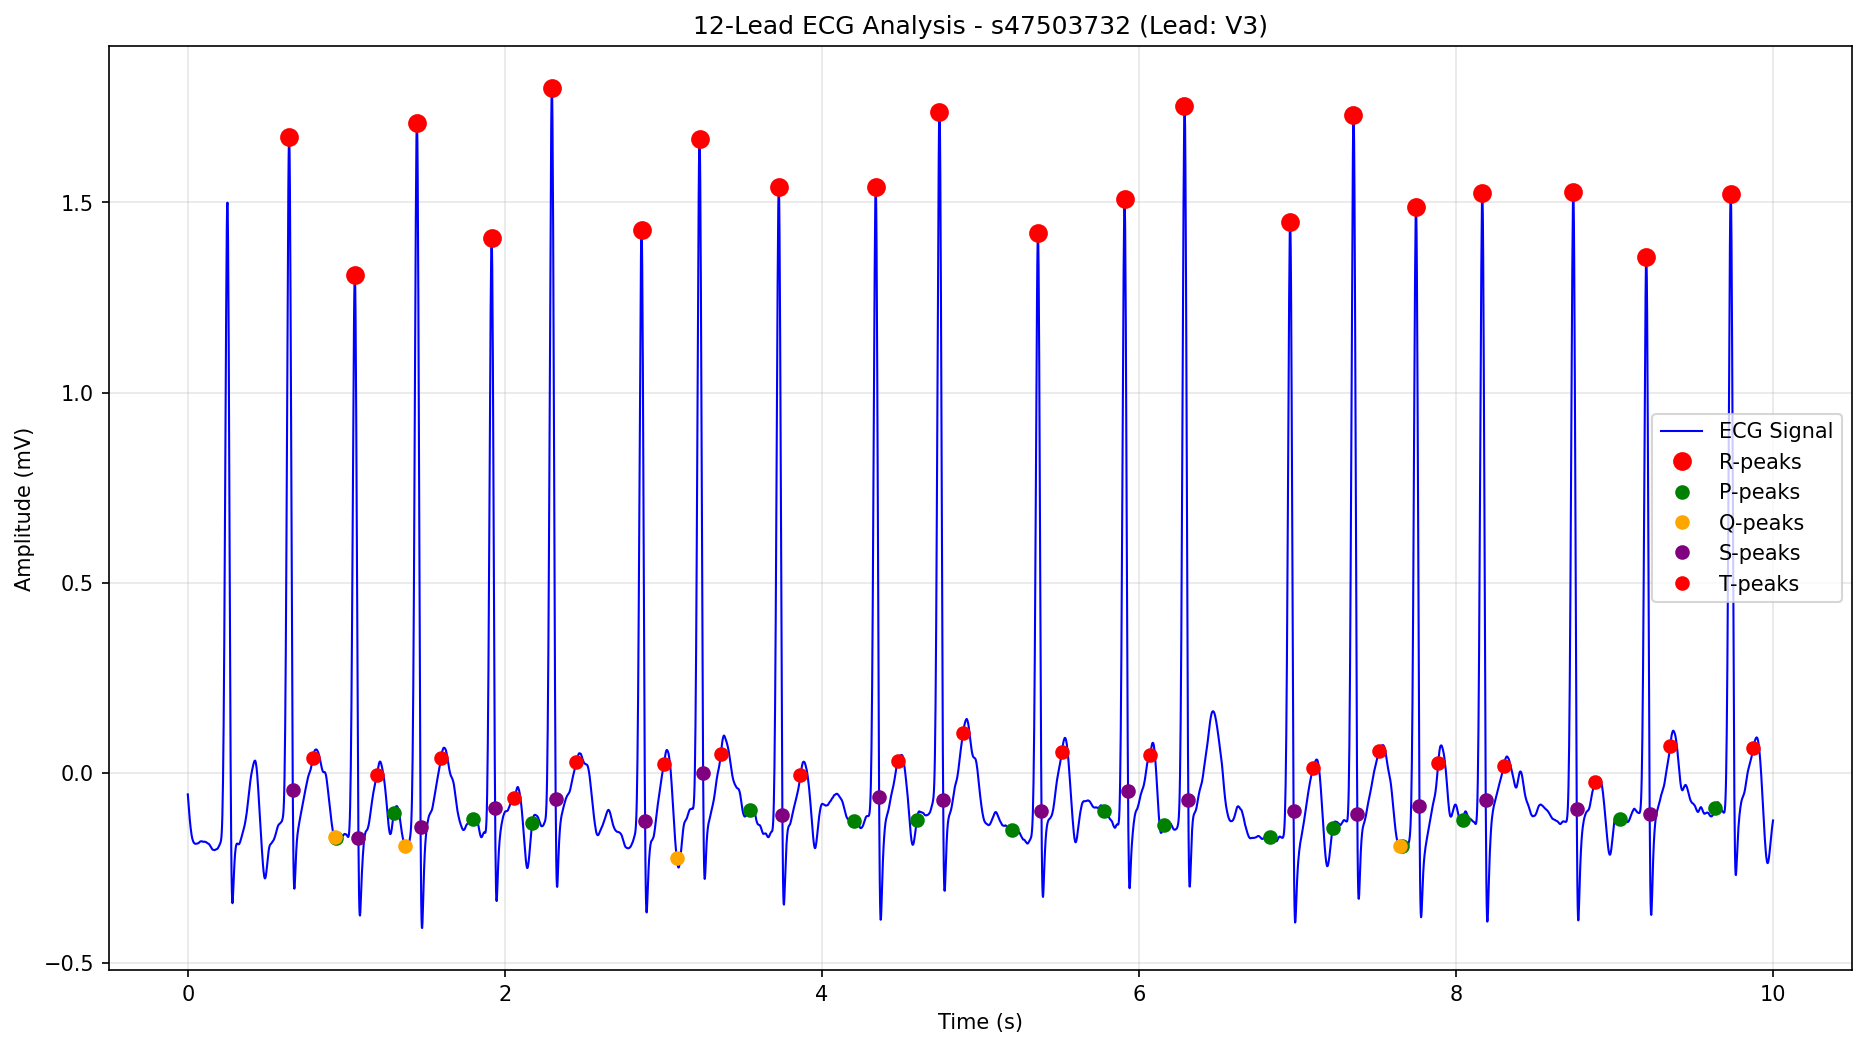 12-Lead ECG Analysis - s47503732 (Lead: V3)
Amplitude (mV)
1.5
1.0
0.5
0.0
−0.5
ECG Signal
R-peaks
P-peaks
Q-peaks
S-peaks
T-peaks
0 2 4 6 8 10
Time (s)